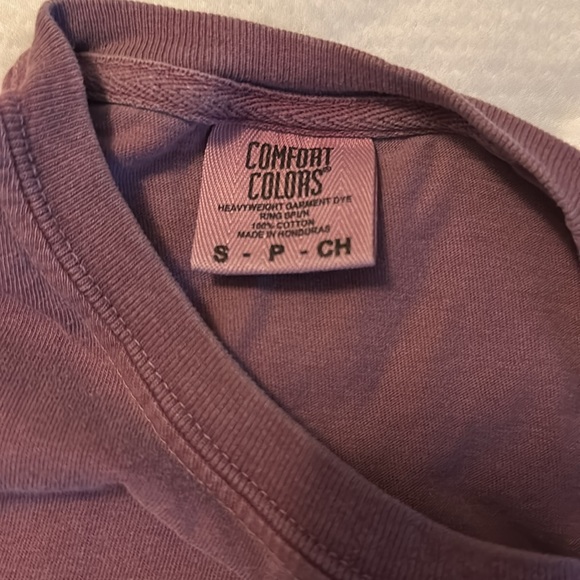 COMFORT
COLORS®
HEAVYWEIGHT GARMENT DYE
RING SPUN
100% COTTON
MADE IN HONDURAS
S - P - CH